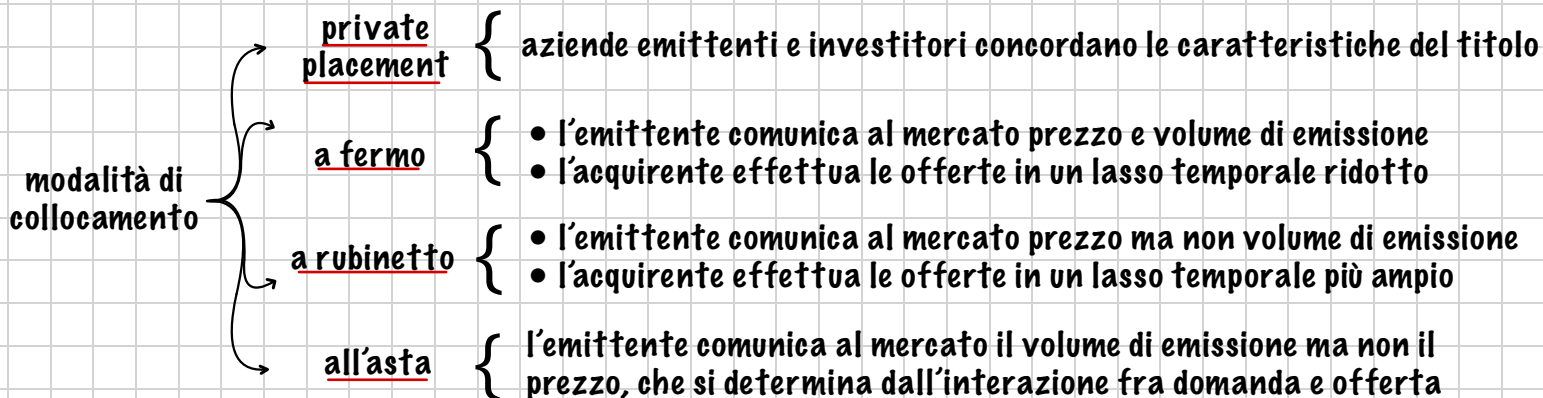 private
placement
{ aziende emittenti e investitori concordano le caratteristiche del titolo
modalità di
collocamento
a fermo
{ • l'emittente comunica al mercato prezzo e volume di emissione
• l'acquirente effettua le offerte in un lasso temporale ridotto
a rubinetto
{ • l'emittente comunica al mercato prezzo ma non volume di emissione
• l'acquirente effettua le offerte in un lasso temporale più ampio
all'asta
{ l'emittente comunica al mercato il volume di emissione ma non il
prezzo, che si determina dall'interazione fra domanda e offerta